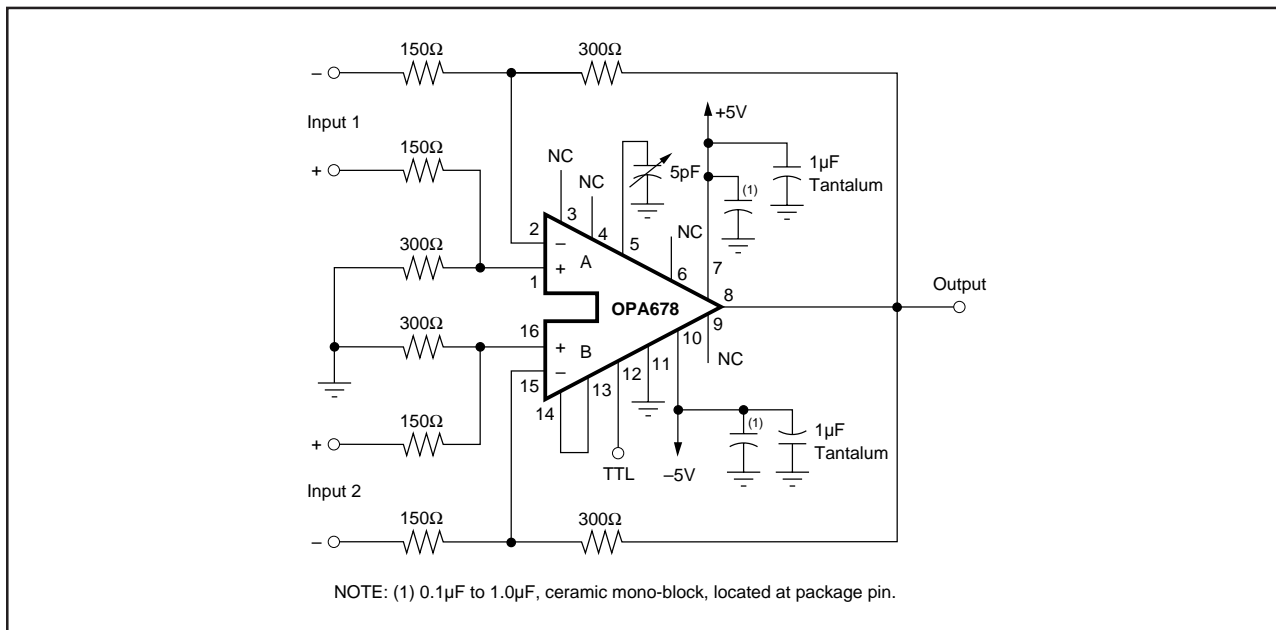 150Ω
300Ω
–
Input 1
+5V
150Ω
+
NC
5pF
1µF
Tantalum
(1)
NC
3
4
5
NC
2
–
A
6
7
300Ω
+
1
OPA678
8
Output
300Ω
16
+
B
9
10
NC
15
–
11
12
13
14
150Ω
+
(1)
1µF
Tantalum
TTL
–5V
Input 2
150Ω
300Ω
–
NOTE: (1) 0.1µF to 1.0µF, ceramic mono-block, located at package pin.